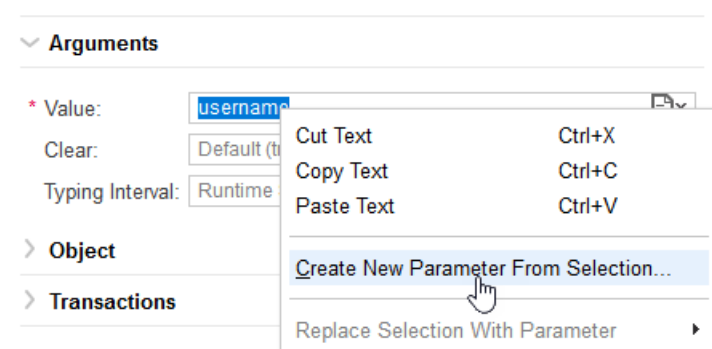 Arguments
* Value: username
Clear: Default (t
Typing Interval: Runtime
Object
Transactions
Cut Text Ctrl+X
Copy Text Ctrl+C
Paste Text Ctrl+V
Create New Parameter From Selection...
Replace Selection With Parameter